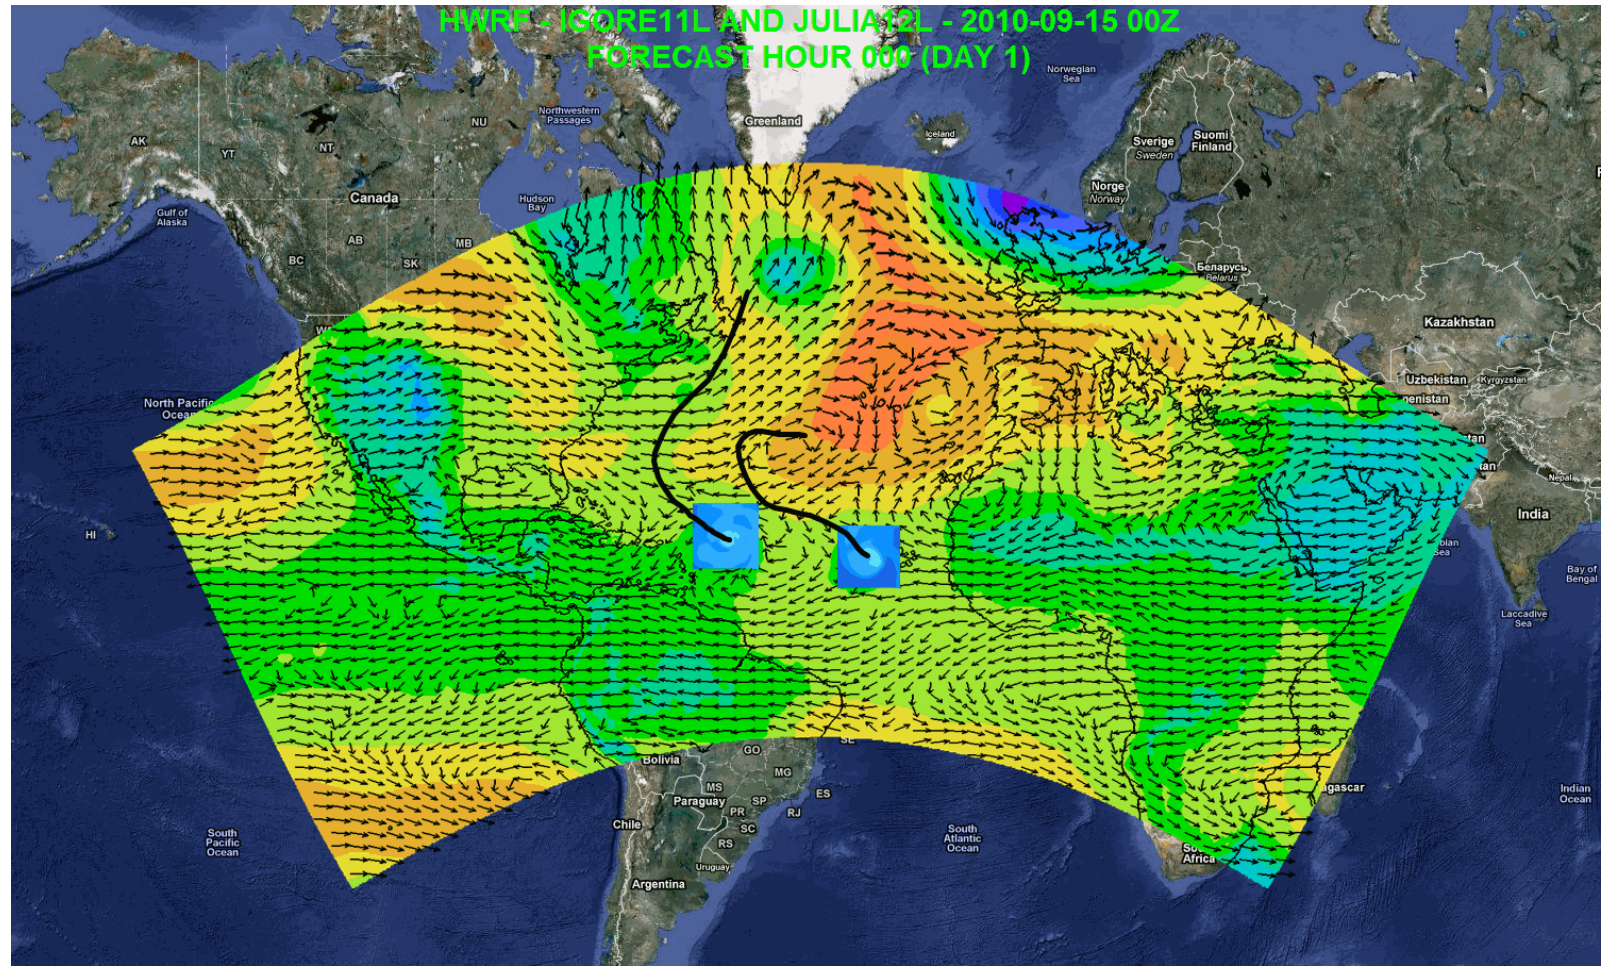 HWRF - IGORE11L AND JULIA12L - 2010-09-15 00Z
FORECAST HOUR 000 (DAY 1)
Norwegian
Sea
Northwestern
Passages
NU
Greenland
Iceland
AK
YT
NT
Sverige
Sweden
Suomi
Finland
Canada
Hudson
Bay
Norge
Norway
Gulf of
Alaska
AB
MB
BC
SK
Беларусь
Belarus
Kazakhstan
Uzbekistan
Kyrgyzstan
North Pacific
Ocean
Nepal
India
HI
Bay of
Bengal
Laccadive
Sea
Bolivia
GO
SE
MG
MS
Paraguay
SP
ES
PR
RJ
SC
RS
Chile
Uruguay
Argentina
South
Pacific
Ocean
South
Atlantic
Ocean
Africa
Indian
Ocean